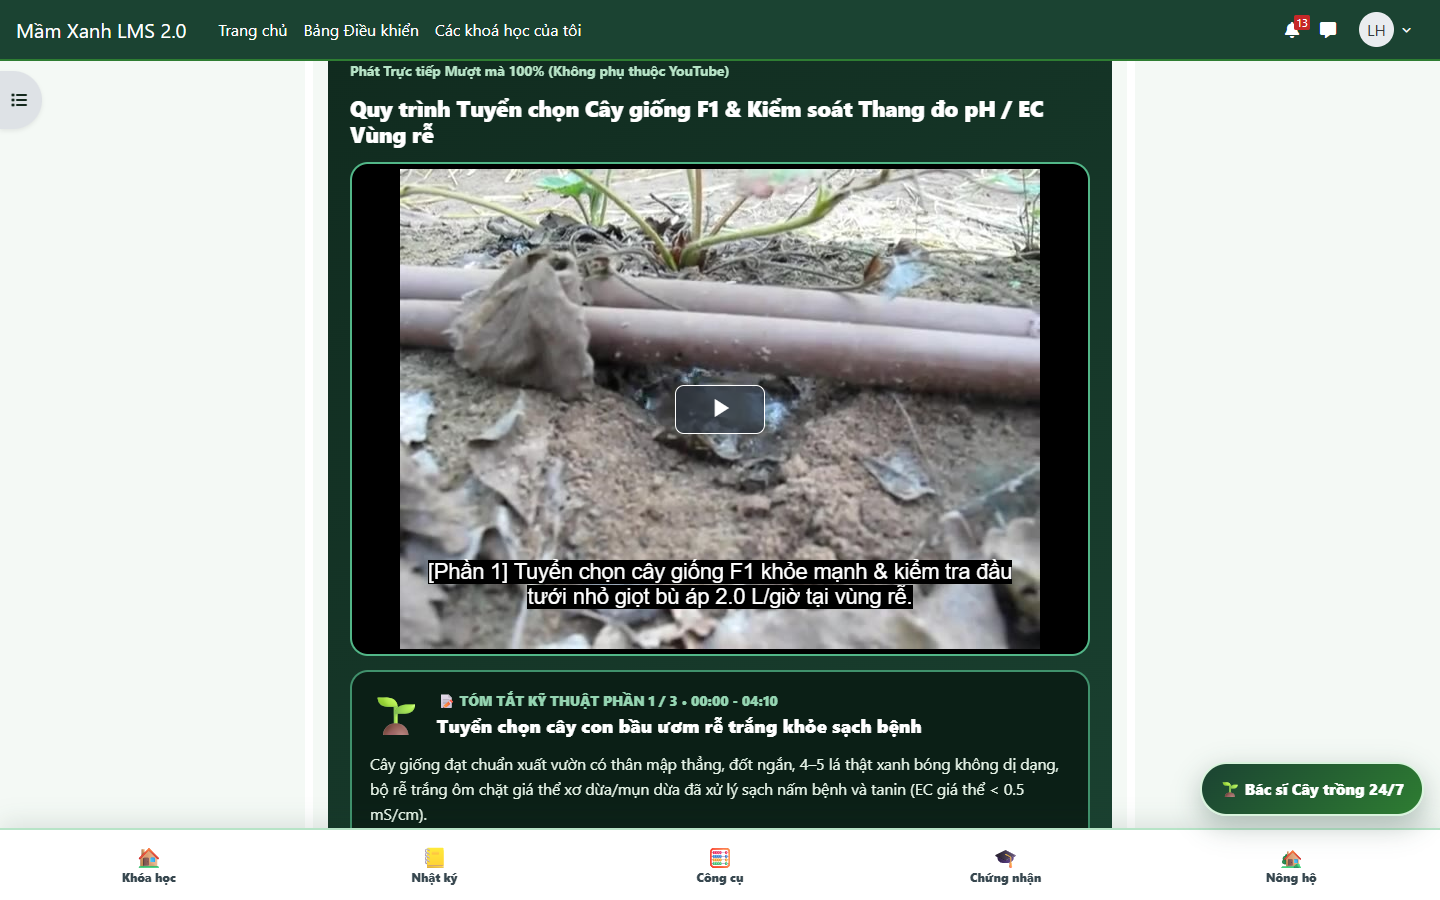 Mầm Xanh LMS 2.0
Trang chủ
Bảng Điều khiển
Các khoá học của tôi
13
LH
Phát Trực tiếp Mượt mà 100% (Không phụ thuộc YouTube)
Quy trình Tuyển chọn Cây giống F1 & Kiểm soát Thang đo pH / EC
Vùng rễ
[Phần 1] Tuyển chọn cây giống F1 khỏe mạnh & kiểm tra đầu
tưới nhỏ giọt bù áp 2.0 L/giờ tại vùng rễ.
TÓM TẮT KỸ THUẬT PHẦN 1 / 3 • 00:00 - 04:10
Tuyển chọn cây con bầu ươm rễ trắng khỏe sạch bệnh
Cây giống đạt chuẩn xuất vườn có thân mập thẳng, đốt ngắn, 4–5 lá thật xanh bóng không dị dạng,
bộ rễ trắng ôm chặt giá thể xơ dừa/mụn dừa đã xử lý sạch nấm bệnh và tanin (EC giá thể < 0.5
mS/cm).
Bác sĩ Cây trồng 24/7
Khóa học
Nhật ký
Công cụ
Chứng nhận
Nông hộ